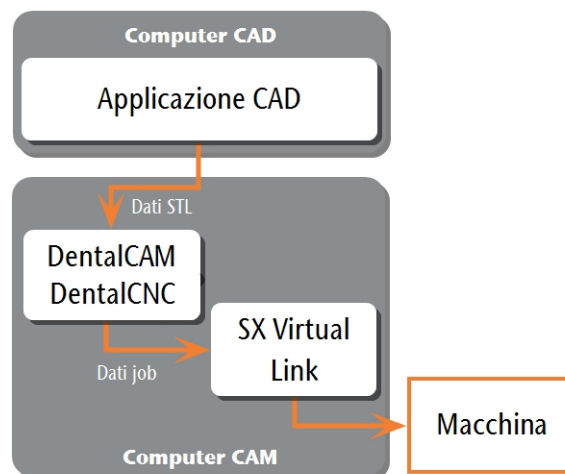 Computer CAD
Applicazione CAD
Dati STL
DentalCAM
DentalCNC
SX Virtual
Link
Dati job
Macchina
Computer CAM